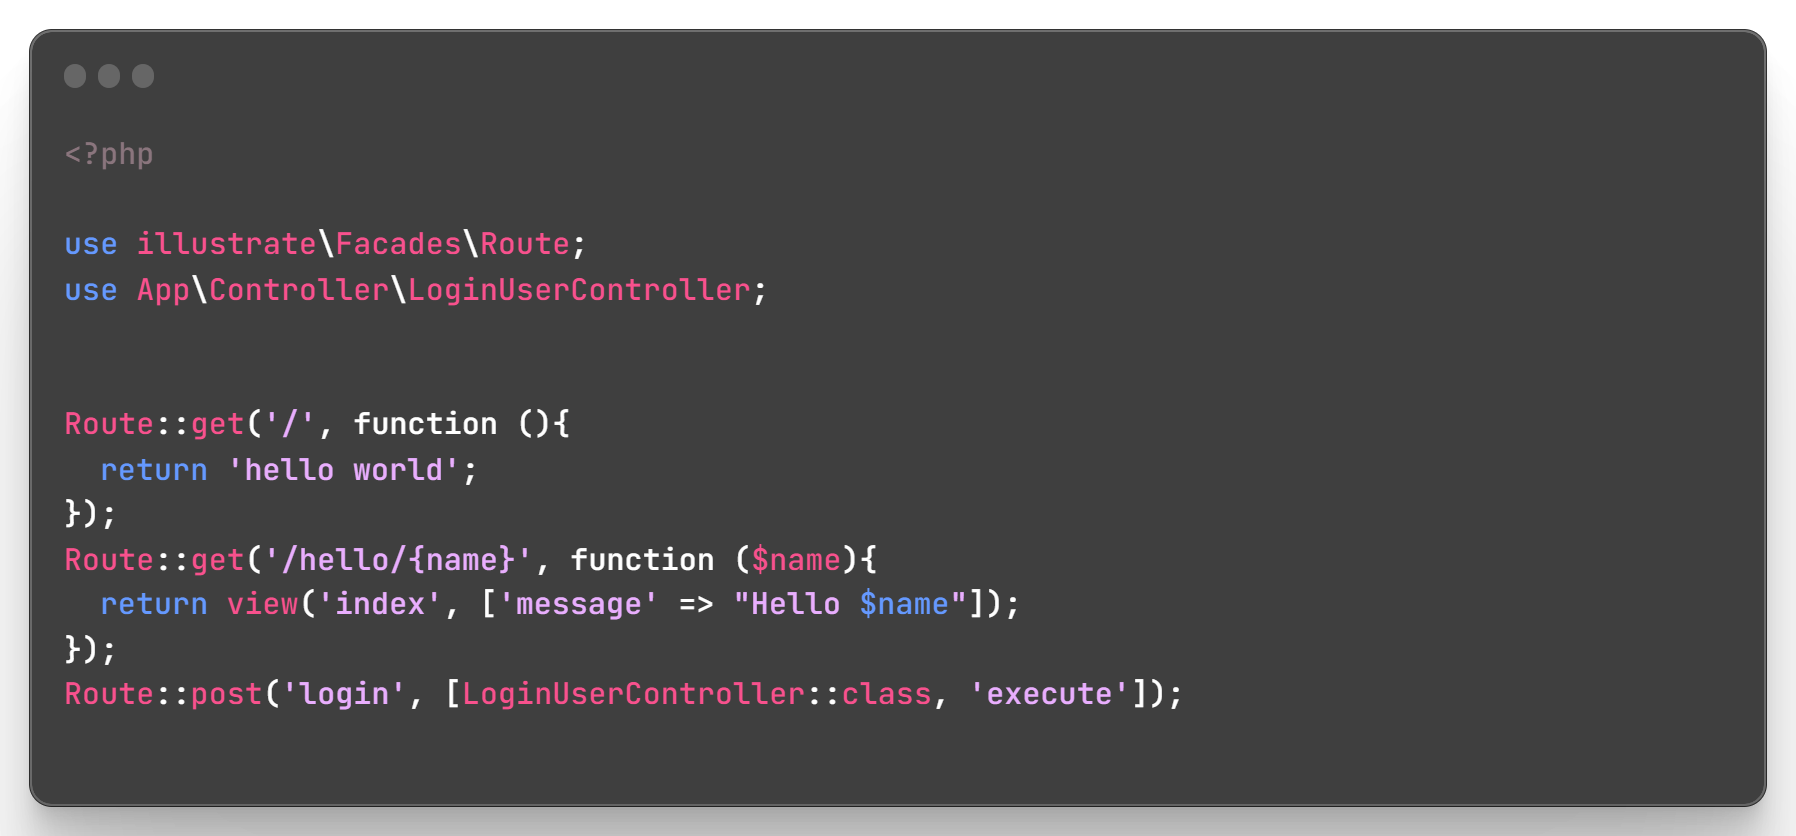 <?php
use illustrate\Facades\Route;
use App\Controller\LoginUserController;
Route::get('/', function (){
  return 'hello world';
});
Route::get('/hello/{name}', function ($name){
  return view('index', ['message' => "Hello $name"]);
});
Route::post('login', [LoginUserController::class, 'execute']);